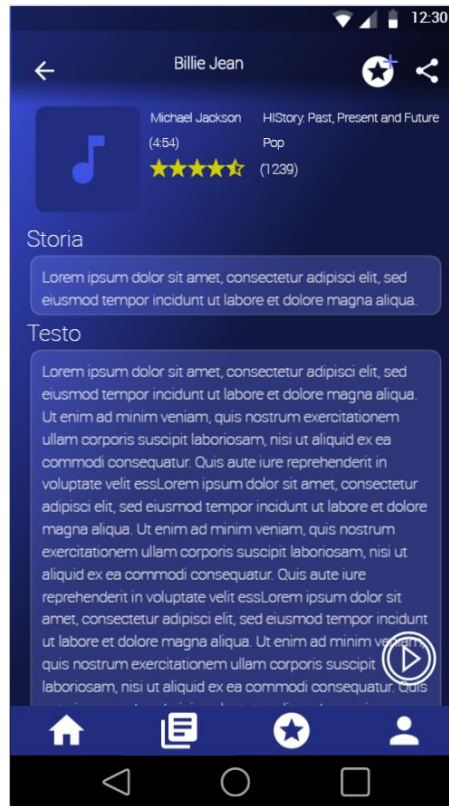 12:30
Billie Jean
Michael Jackson HIStory: Past, Present and Future
(4:54) Pop
(1239)
Storia
Lorem ipsum dolor sit amet, consectetur adipisci elit, sed
eiusmod tempor incidunt ut labore et dolore magna aliqua.
Testo
Lorem ipsum dolor sit amet, consectetur adipisci elit, sed
eiusmod tempor incidunt ut labore et dolore magna aliqua.
Ut enim ad minim veniam, quis nostrum exercitationem
ullam corporis suscipit laboriosam, nisi ut aliquid ex ea
commodi consequatur. Quis aute iure reprehenderit in
voluptate velit essLorem ipsum dolor sit amet, consectetur
adipisci elit, sed eiusmod tempor incidunt ut labore et dolore
magna aliqua. Ut enim ad minim veniam, quis nostrum
exercitationem ullam corporis suscipit laboriosam, nisi ut
aliquid ex ea commodi consequatur. Quis aute iure
reprehenderit in voluptate velit essLorem ipsum dolor sit
amet, consectetur adipisci elit, sed eiusmod tempor incidunt
ut labore et dolore magna aliqua. Ut enim ad minim veniam,
quis nostrum exercitationem ullam corporis suscipit
laboriosam, nisi ut aliquid ex ea commodi consequatur. Quis